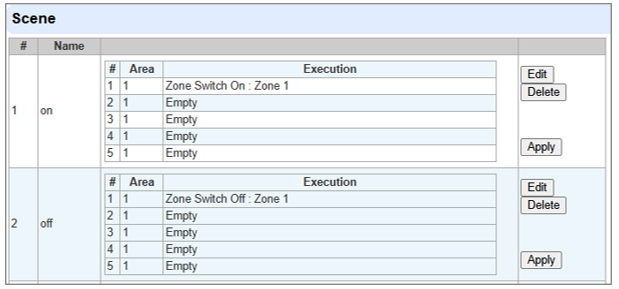 Scene
# Name
# Area Execution
1 1 Zone Switch On : Zone 1
2 1 Empty
3 1 Empty
4 1 Empty
5 1 Empty
1 on
Edit
Delete
Apply
# Area Execution
1 1 Zone Switch Off : Zone 1
2 1 Empty
3 1 Empty
4 1 Empty
5 1 Empty
2 off
Edit
Delete
Apply